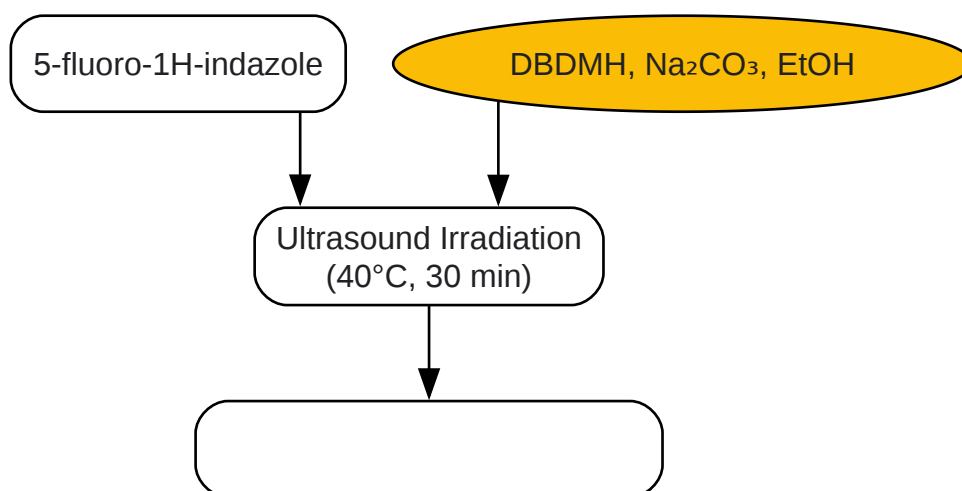 5-fluoro-1H-indazole
DBDMH, Na₂CO₃, EtOH
Ultrasound Irradiation
(40°C, 30 min)